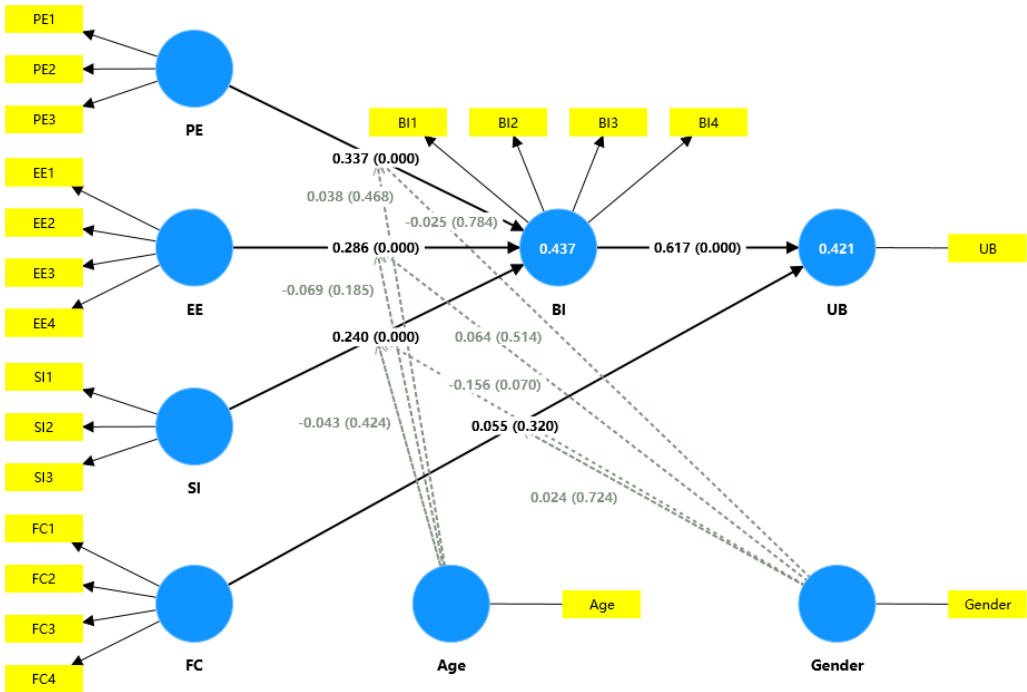 PE1
PE2
PE3
PE
BI1
BI2
BI3
BI4
0.337 (0.000)
0.038 (0.468)
-0.025 (0.784)
EE1
EE2
EE3
EE4
EE
0.286 (0.000)
0.437
BI
0.617 (0.000)
0.421
UB
UB
-0.069 (0.185)
0.240 (0.000)
0.064 (0.514)
-0.156 (0.070)
SI1
SI2
SI3
SI
-0.043 (0.424)
0.055 (0.320)
0.024 (0.724)
FC1
FC2
FC3
FC4
FC
Age
Age
Gender
Gender